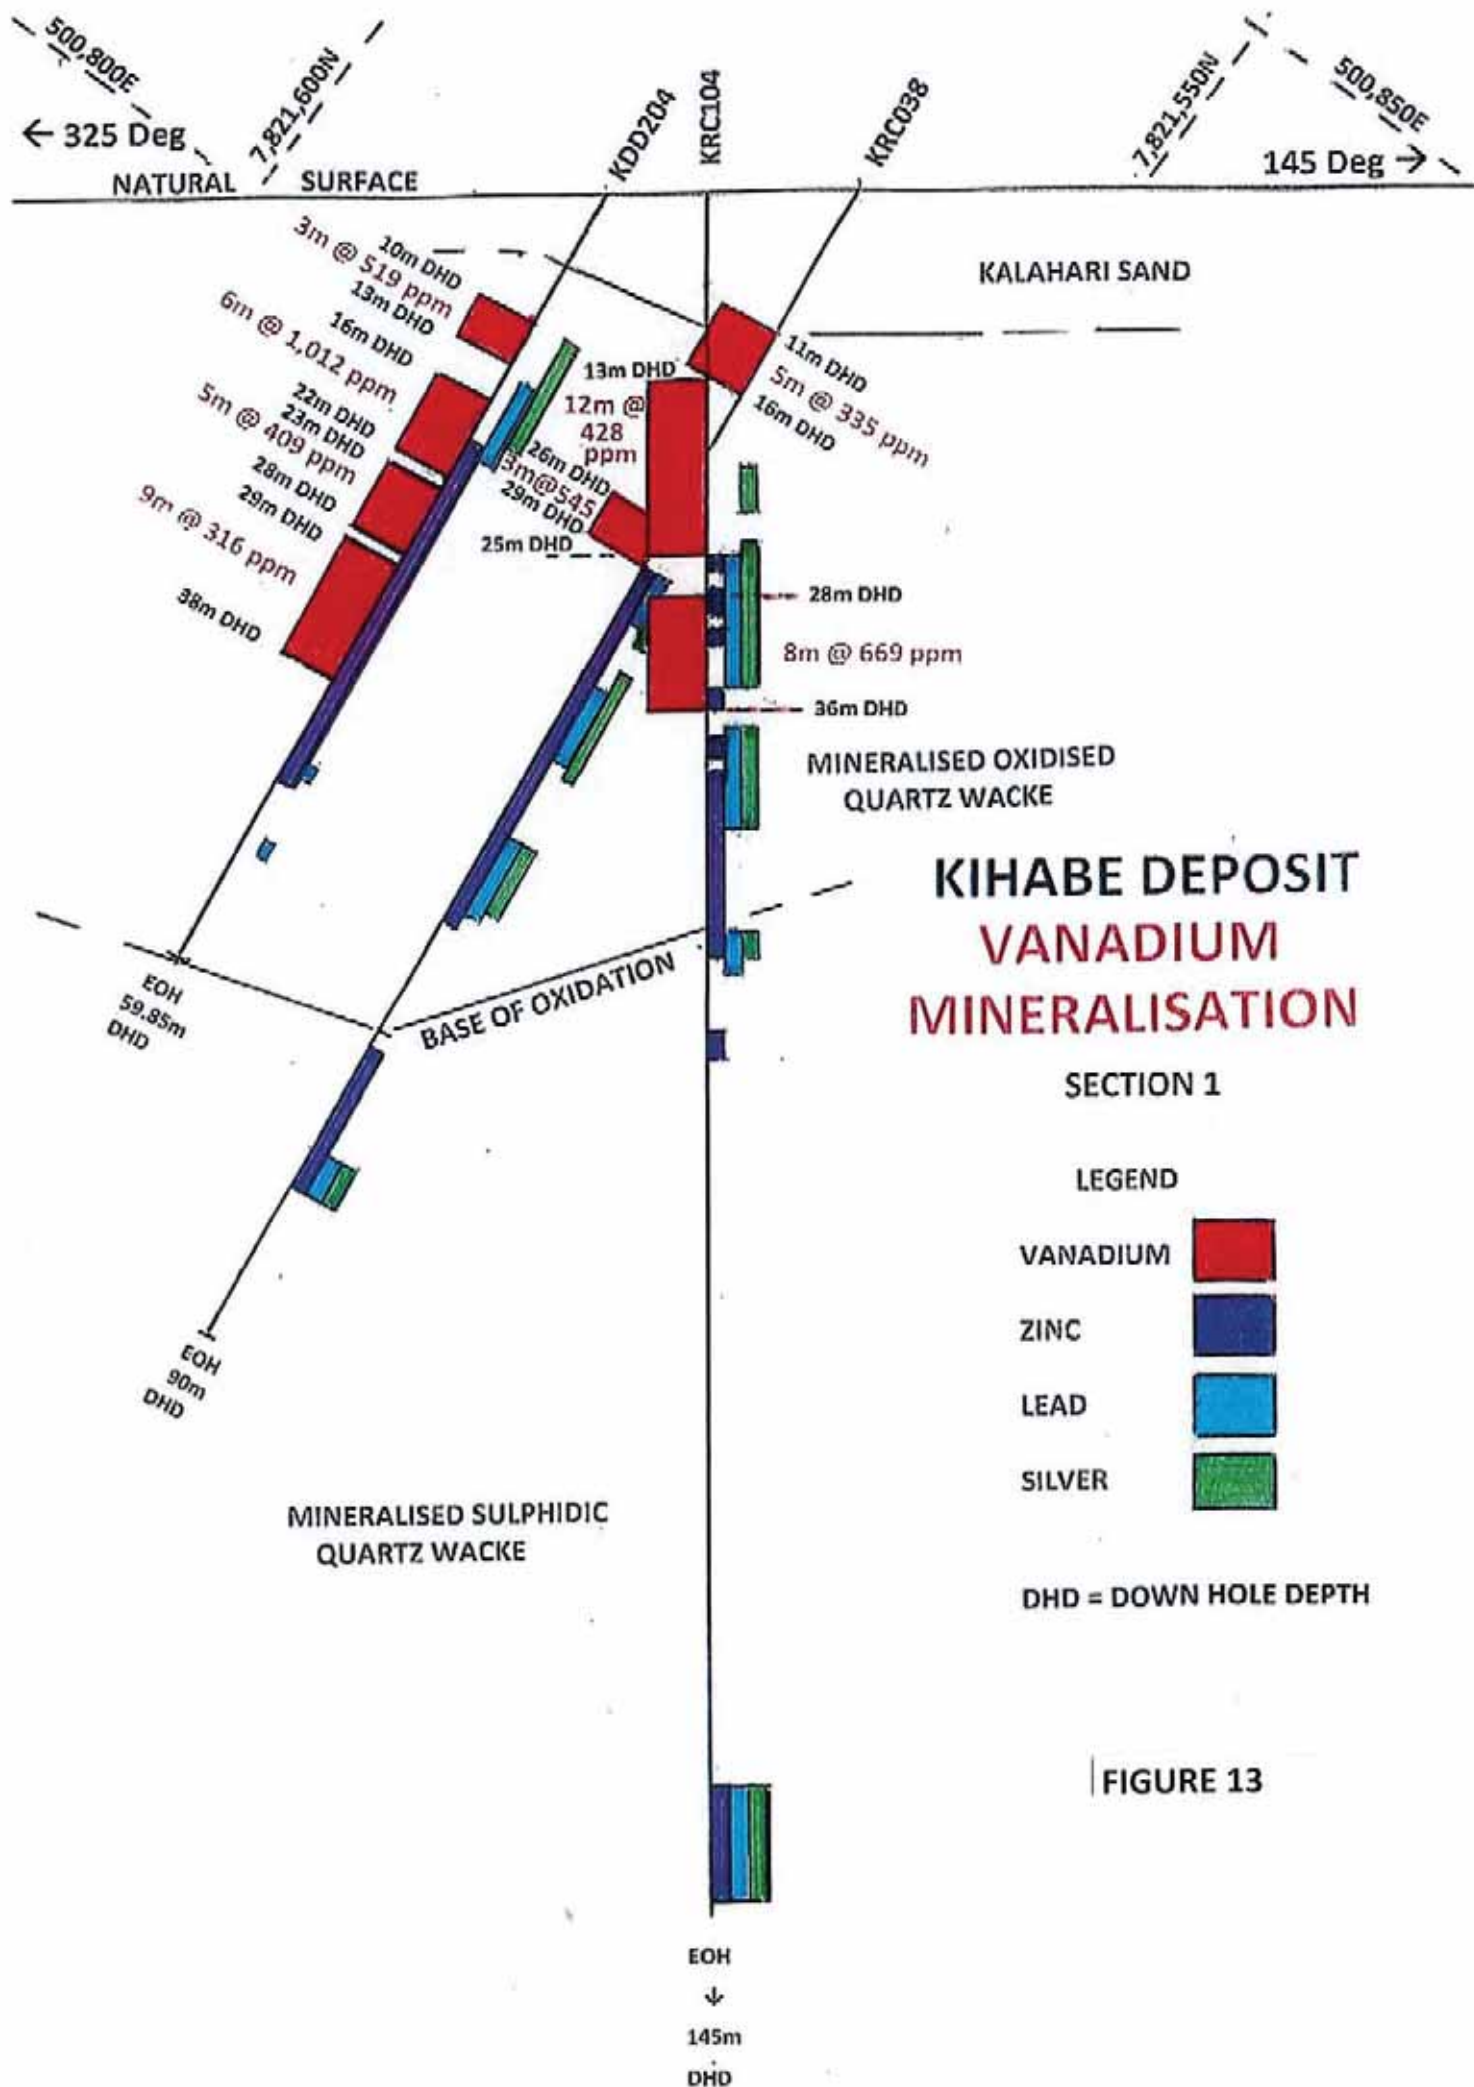 500,800E
7,821,600N
KDD204
KRC104
KRC038
7,821,550N
500,850E
← 325 Deg
145 Deg →
NATURAL SURFACE
KALAHARI SAND
10m DHD
3m @ 519 ppm
13m DHD
16m DHD
6m @ 1,012 ppm
22m DHD
23m DHD
5m @ 409 ppm
28m DHD
29m DHD
9m @ 316 ppm
38m DHD
13m DHD
12m @
428
ppm
26m DHD
3m@545
29m DHD
25m DHD
11m DHD
5m @ 335 ppm
16m DHD
28m DHD
8m @ 669 ppm
36m DHD
MINERALISED OXIDISED
QUARTZ WACKE
KIHABE DEPOSIT
VANADIUM
MINERALISATION
SECTION 1
BASE OF OXIDATION
EOH
59.85m
DHD
EOH
90m
DHD
LEGEND
VANADIUM
ZINC
LEAD
SILVER
DHD = DOWN HOLE DEPTH
MINERALISED SULPHIDIC
QUARTZ WACKE
FIGURE 13
EOH
↓
145m
DHD